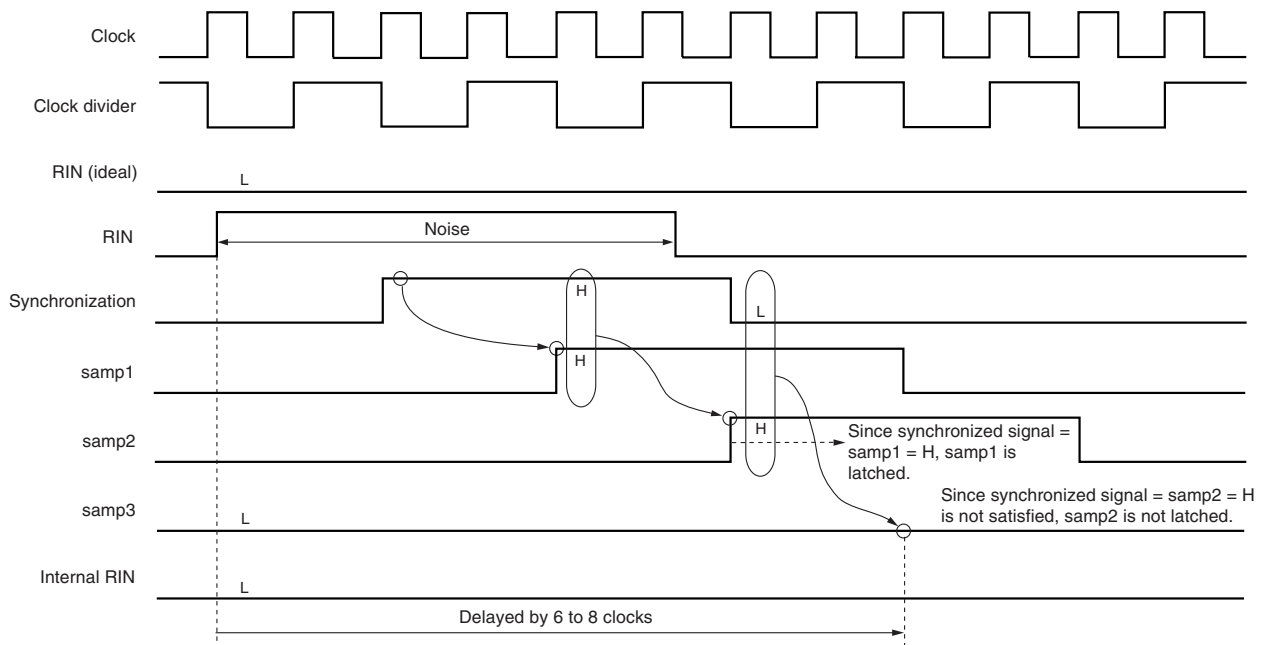 Clock
Clock divider
RIN (ideal)
L
RIN
Noise
Synchronization
H
L
samp1
H
samp2
H
Since synchronized signal =
samp1 = H, samp1 is
latched.
samp3
L
Since synchronized signal = samp2 = H
is not satisfied, samp2 is not latched.
Internal RIN
L
Delayed by 6 to 8 clocks